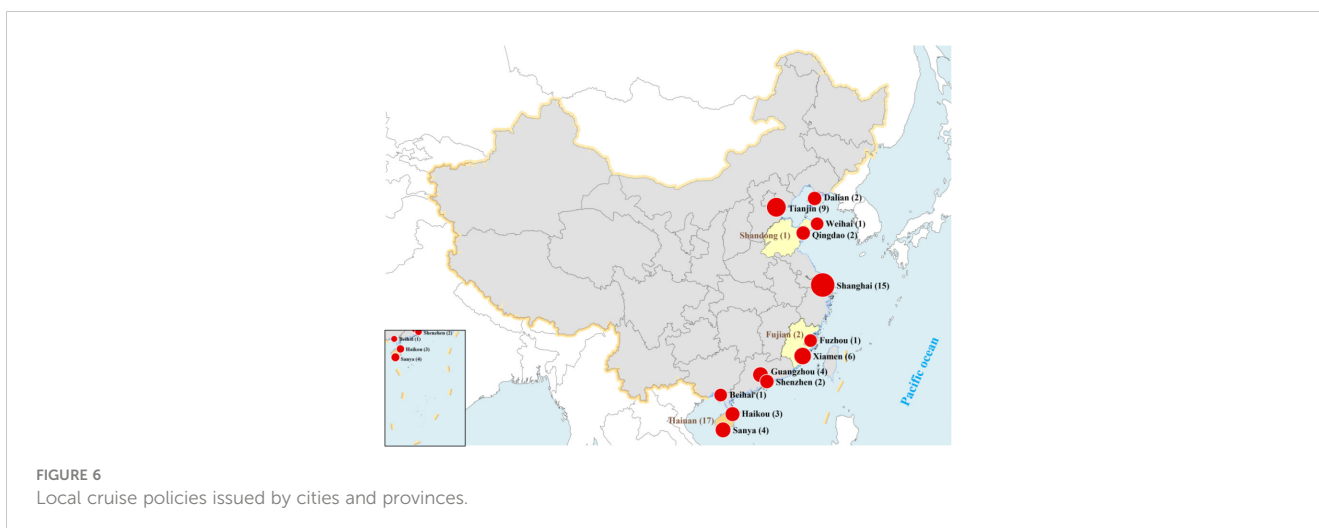 Dalian (2)
Tianjin (9)
Weihai (1)
Shandong (1)
Qingdao (2)
Shanghai (15)
Fujian (2)
Fuzhou (1)
Xiamen (6)
Guangzhou (4)
Shenzhen (2)
Beihai (1)
Haikou (3)
Hainan (17)
Sanya (4)
Pacific ocean
Shenzhen (2)
Beihai (1)
Haikou (3)
Sanya (4)
FIGURE 6
Local cruise policies issued by cities and provinces.